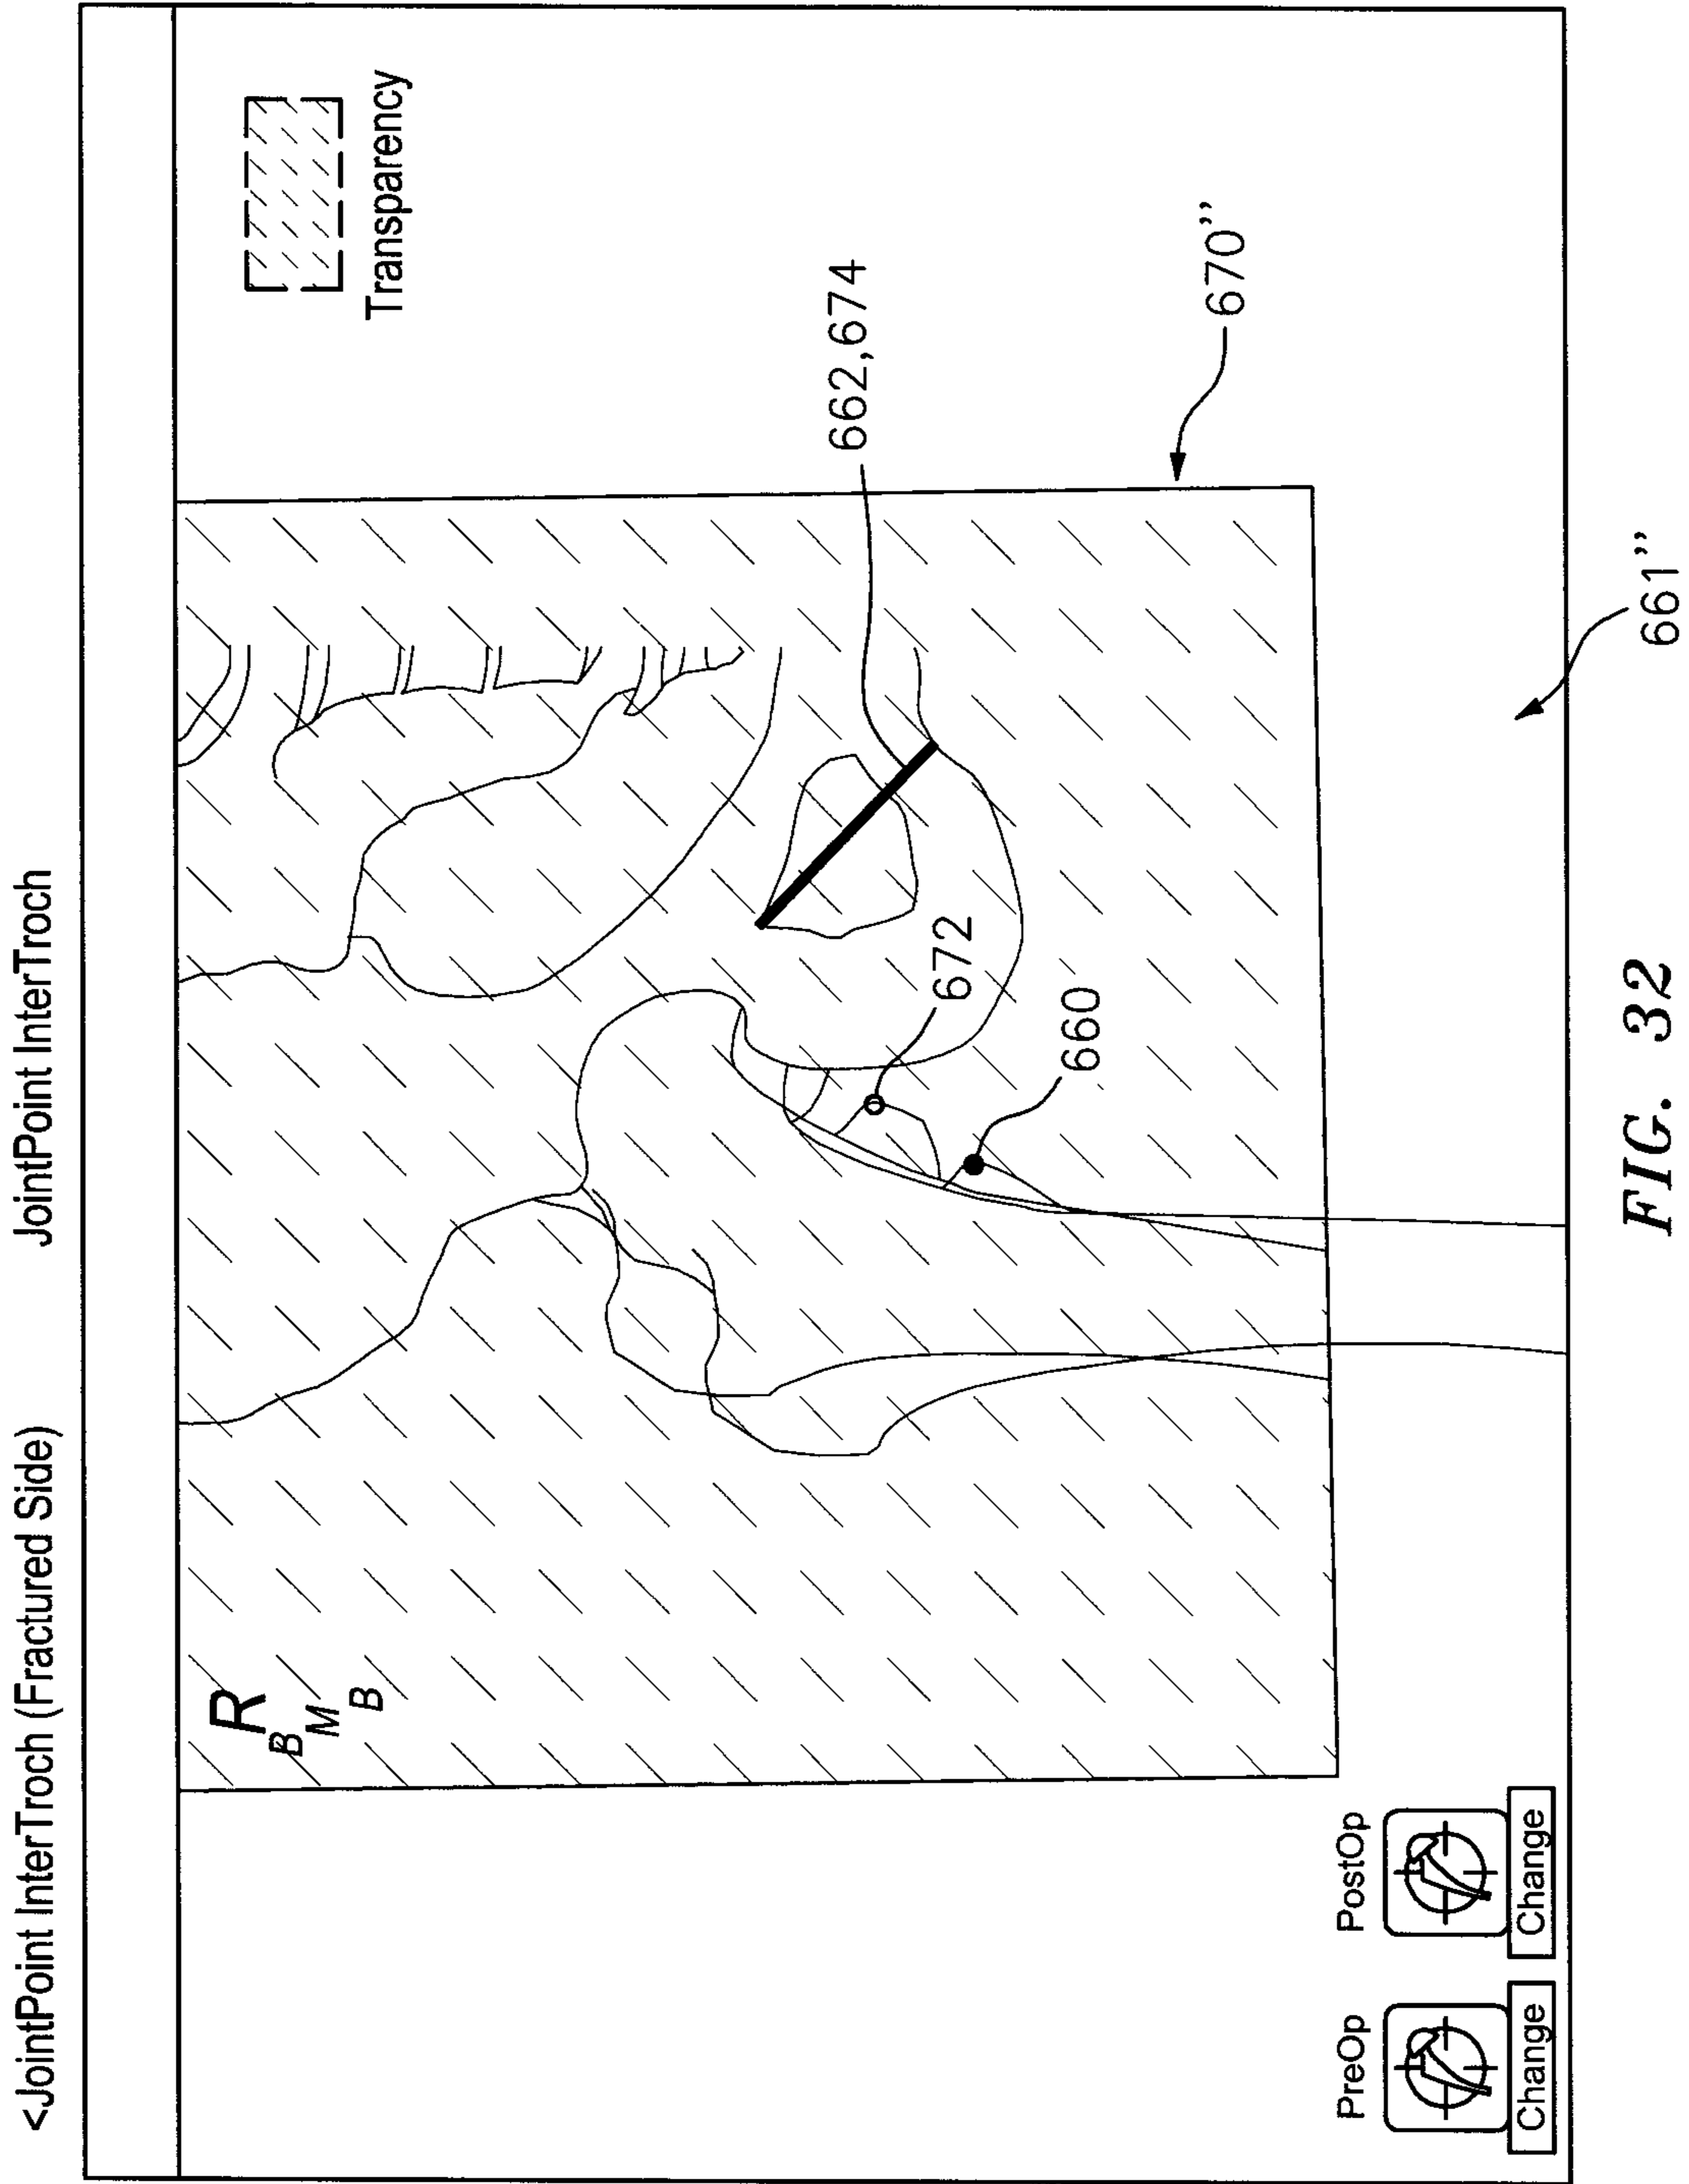 <JointPoint InterTroch (Fractured Side)
JointPoint InterTroch
R
B
M
B
Transparency
662,674
672
660
670”
661”
PreOp
PostOp
Change
Change
FIG. 32